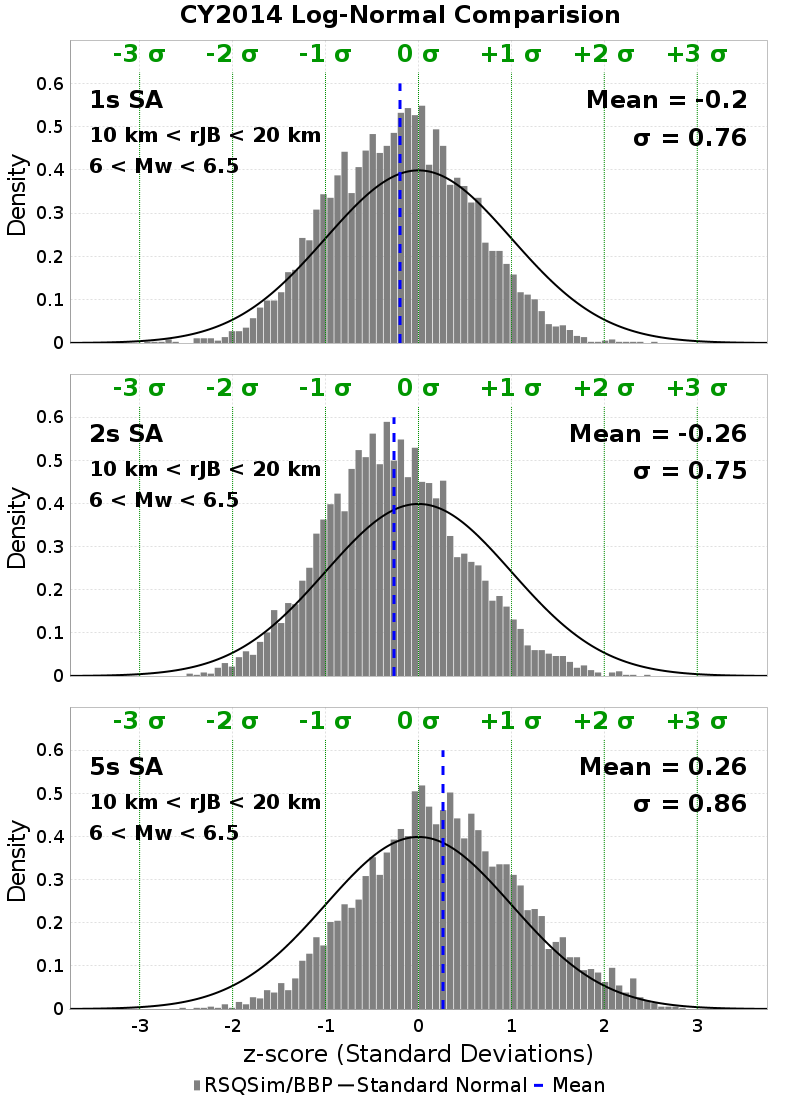 CY2014 Log-Normal Comparision
-3 σ -2 σ -1 σ 0 σ +1 σ +2 σ +3 σ
1s SA
10 km < rJB < 20 km
6 < Mw < 6.5
Mean = -0.2
σ = 0.76
0.6
0.5
0.4
0.3
0.2
0.1
0
Density
-3 σ -2 σ -1 σ 0 σ +1 σ +2 σ +3 σ
2s SA
10 km < rJB < 20 km
6 < Mw < 6.5
Mean = -0.26
σ = 0.75
0.6
0.5
0.4
0.3
0.2
0.1
0
Density
-3 σ -2 σ -1 σ 0 σ +1 σ +2 σ +3 σ
5s SA
10 km < rJB < 20 km
6 < Mw < 6.5
Mean = 0.26
σ = 0.86
0.6
0.5
0.4
0.3
0.2
0.1
0
Density
-3 -2 -1 0 1 2 3
z-score (Standard Deviations)
RSQSim/BBP Standard Normal Mean